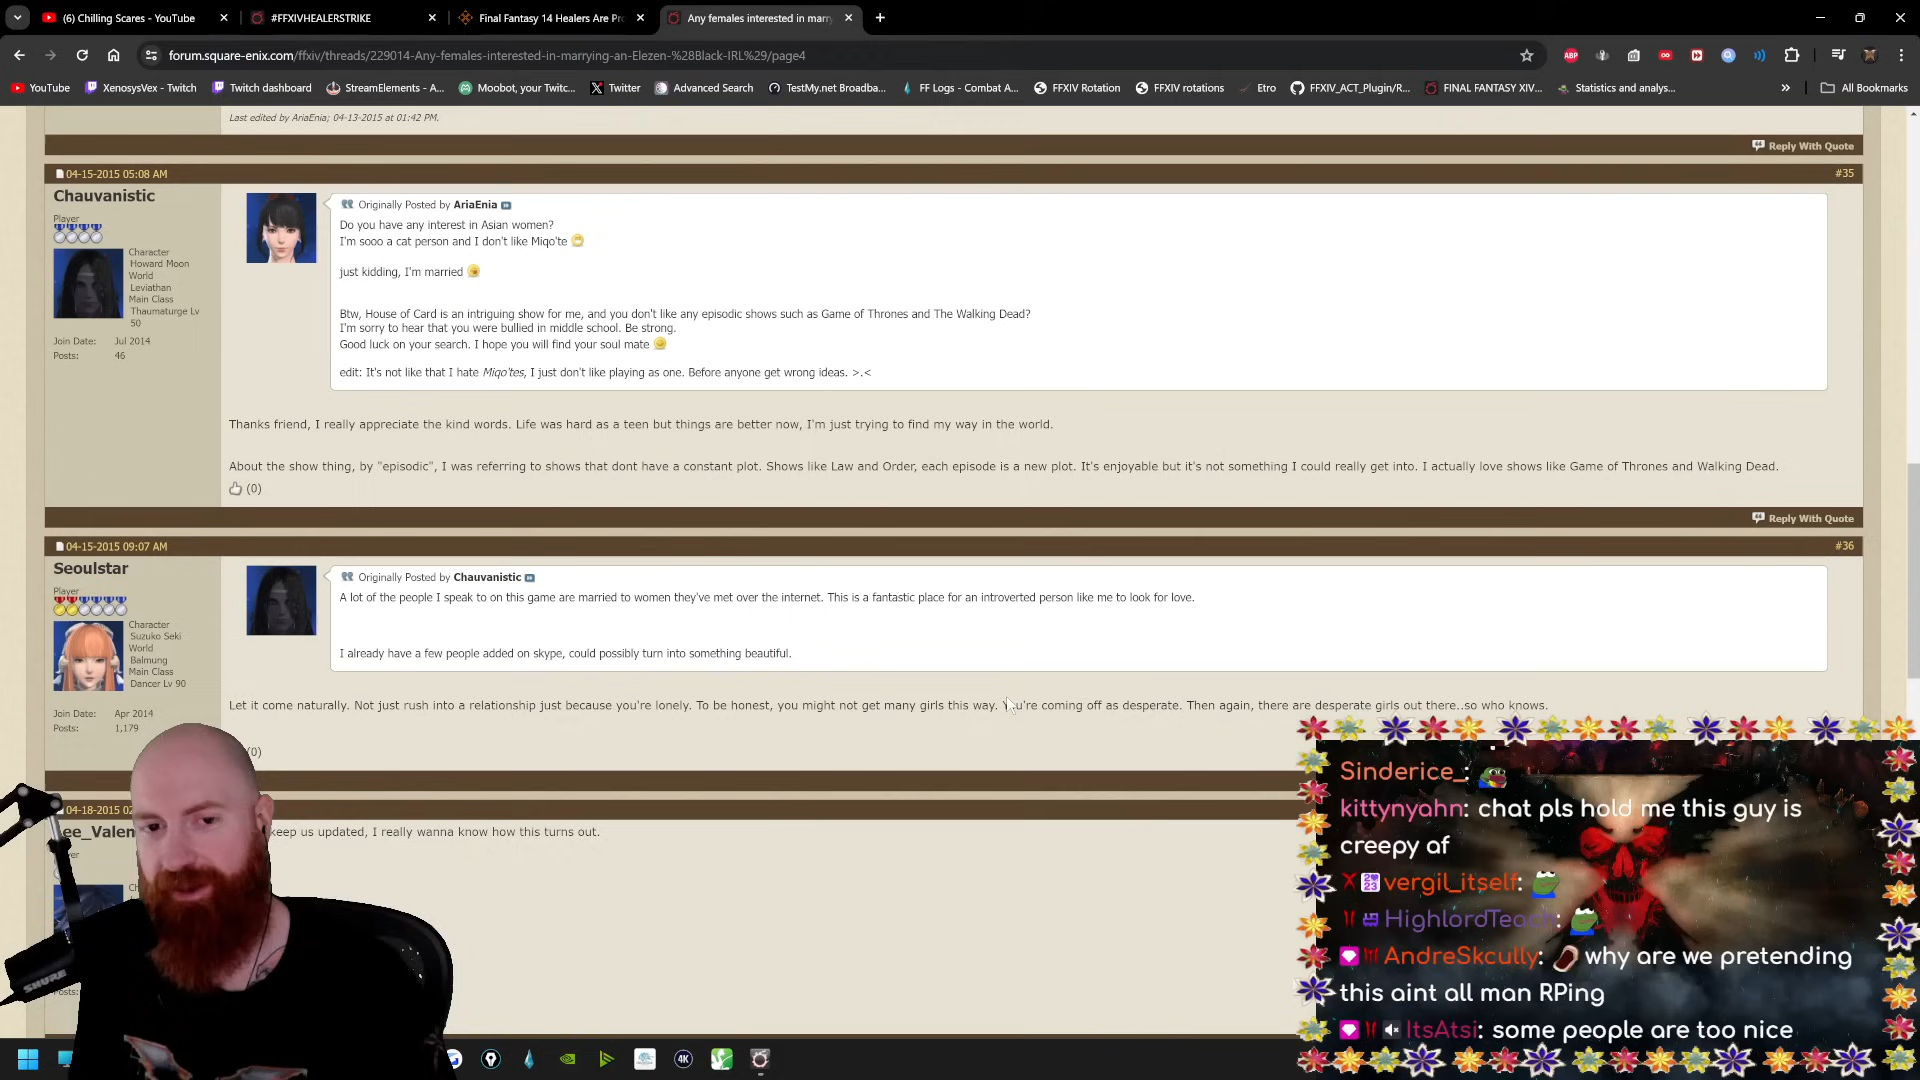 (6) Chilling Scares - YouTube
#FFXIVHEALERSTRIKE
Final Fantasy 14 Healers Are Pro
Any females interested in marry
forum.square-enix.com/ffxiv/threads/229014-Any-females-interested-in-marrying-an-Elezen-%28Black-IRL%29/page4
YouTube
XenosysVex - Twitch
Twitch dashboard
StreamElements - A...
Moobot, your Twitc...
Twitter
Advanced Search
TestMy.net Broadba...
FF Logs - Combat A...
FFXIV Rotation
FFXIV rotations
Etro
FFXIV_ACT_Plugin/R...
FINAL FANTASY XIV...
Statistics and analys...
All Bookmarks
Last edited by AriaEnia; 04-13-2015 at 01:42 PM.
Reply With Quote
04-15-2015 05:08 AM
#35
Chauvanistic
Player
Character
Howard Moon
World
Leviathan
Main Class
Thaumaturge Lv
50
Join Date: Jul 2014
Posts: 46
Originally Posted by AriaEnia
Do you have any interest in Asian women?
I'm sooo a cat person and I don't like Miqo'te
just kidding, I'm married
Btw, House of Card is an intriguing show for me, and you don't like any episodic shows such as Game of Thrones and The Walking Dead?
I'm sorry to hear that you were bullied in middle school. Be strong.
Good luck on your search. I hope you will find your soul mate
edit: It's not like that I hate Miqo'tes, I just don't like playing as one. Before anyone get wrong ideas. >.<
Thanks friend, I really appreciate the kind words. Life was hard as a teen but things are better now, I'm just trying to find my way in the world.
About the show thing, by "episodic", I was referring to shows that dont have a constant plot. Shows like Law and Order, each episode is a new plot. It's enjoyable but it's not something I could really get into. I actually love shows like Game of Thrones and Walking Dead.
(0)
Reply With Quote
04-15-2015 09:07 AM
#36
Seoulstar
Player
Character
Suzuko Seki
World
Balmung
Main Class
Dancer Lv 90
Join Date: Apr 2014
Posts: 1,179
Originally Posted by Chauvanistic
A lot of the people I speak to on this game are married to women they've met over the internet. This is a fantastic place for an introverted person like me to look for love.
I already have a few people added on skype, could possibly turn into something beautiful.
Let it come naturally. Not just rush into a relationship just because you're lonely. To be honest, you might not get many girls this way. You're coming off as desperate. Then again, there are desperate girls out there..so who knows.
(0)
04-18-2015 02
ee_Valen
keep us updated, I really wanna know how this turns out.
Posts:
SHURE
Sinderice_:
kittynyahn: chat pls hold me this guy is
creepy af
vergil_itself:
HighlordTeach:
AndreSkcully: why are we pretending
this aint all man RPing
ItsAtsi: some people are too nice
4K